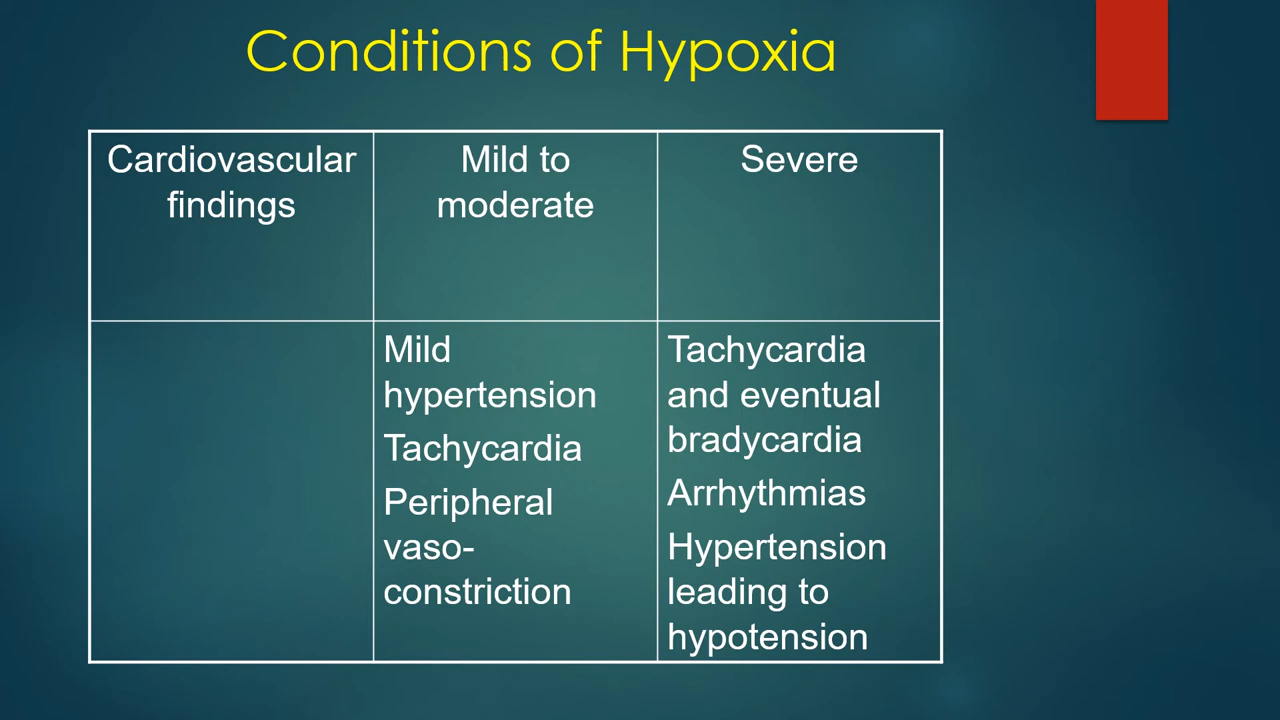 Conditions of Hypoxia
Cardiovascular
findings
Mild to
moderate
Severe
Mild
hypertension
Tachycardia
Peripheral
vaso-
constriction
Tachycardia
and eventual
bradycardia
Arrhythmias
Hypertension
leading to
hypotension